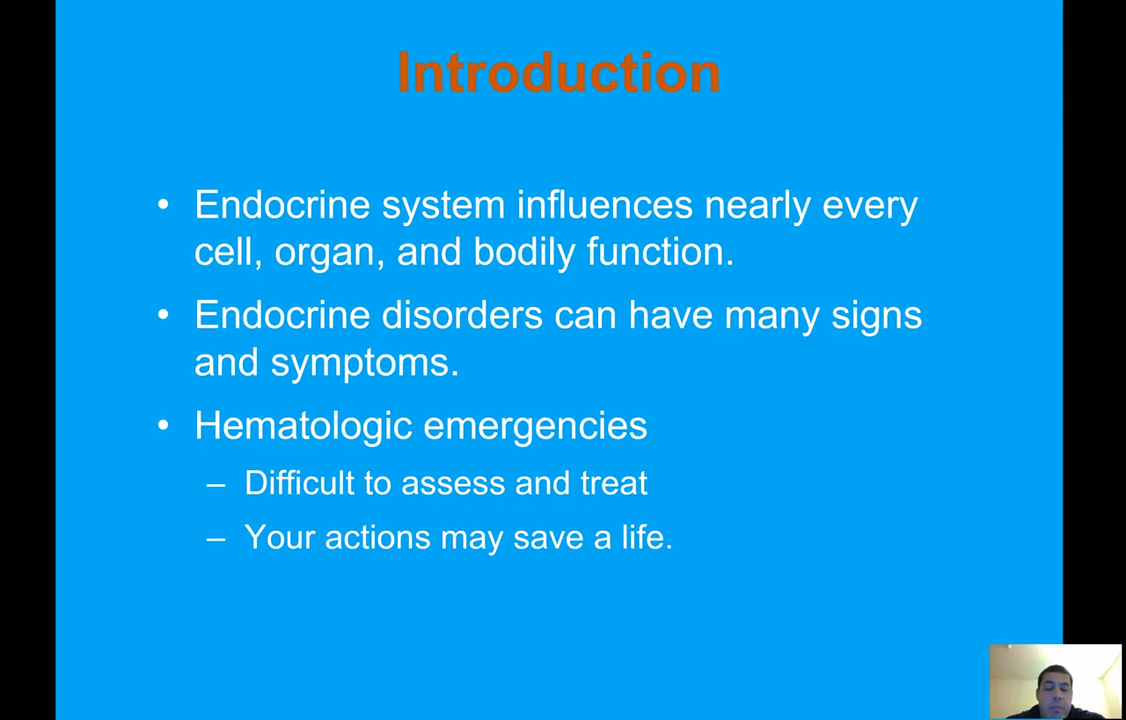 Introduction
• Endocrine system influences nearly every
cell, organ, and bodily function.
• Endocrine disorders can have many signs
and symptoms.
• Hematologic emergencies
– Difficult to assess and treat
– Your actions may save a life.